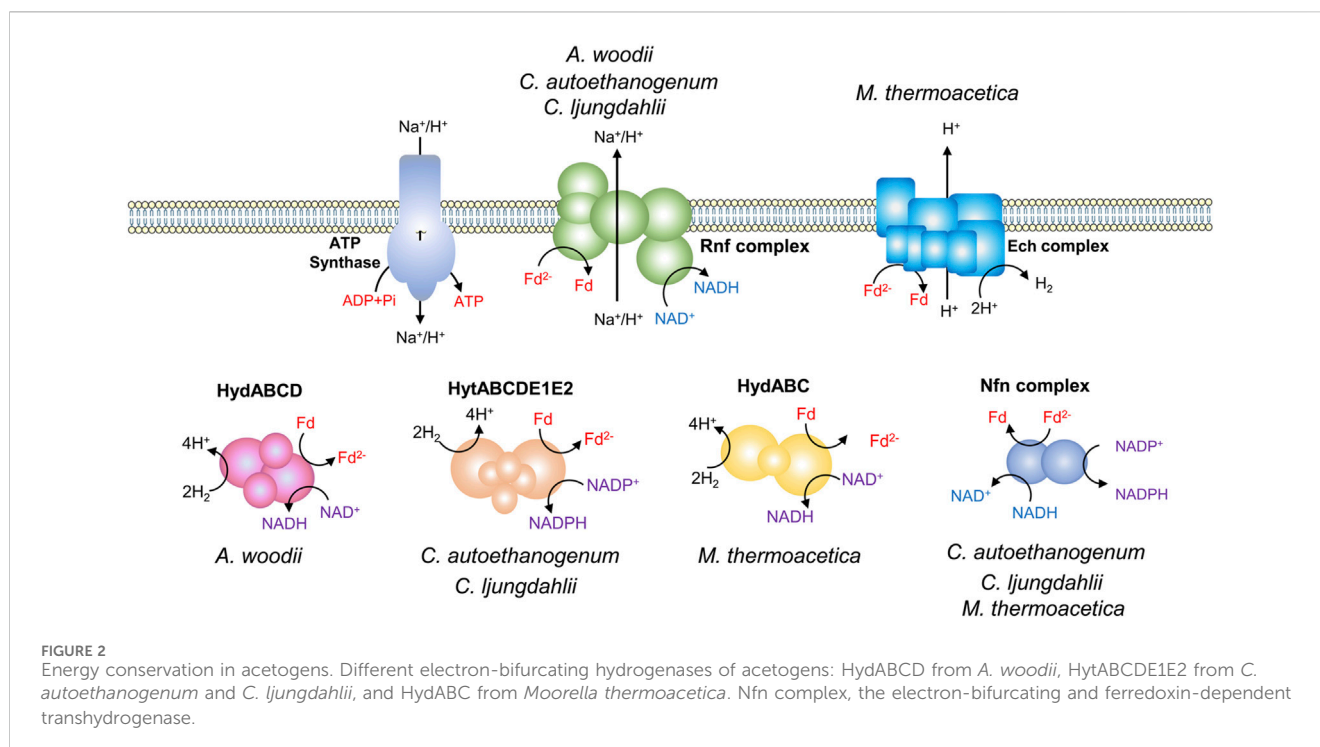 A. woodii
C. autoethanogenum
C. ljungdahlii
M. thermoacetica
Na⁺/H⁺
Na⁺/H⁺
H⁺
ATP
Synthase
Rnf complex
Ech complex
ADP+Pi
ATP
Fd²⁻
Fd
NADH
NAD⁺
Fd²⁻
Fd
H⁺
2H⁺
H₂
Na⁺/H⁺
Na⁺/H⁺
HydABCD
HytABCDE1E2
HydABC
Nfn complex
4H⁺
2H₂
Fd
Fd²⁻
NAD⁺
NADH
A. woodii
2H₂
4H⁺
Fd
Fd²⁻
NADP⁺
NADPH
C. autoethanogenum
C. ljungdahlii
4H⁺
2H₂
Fd
Fd²⁻
NAD⁺
NADH
M. thermoacetica
Fd
Fd²⁻
NADP⁺
NADPH
NAD⁺
NADH
C. autoethanogenum
C. ljungdahlii
M. thermoacetica
FIGURE 2
Energy conservation in acetogens. Different electron-bifurcating hydrogenases of acetogens: HydABCD from A. woodii, HytABCDE1E2 from C.
autoethanogenum and C. ljungdahlii, and HydABC from Moorella thermoacetica. Nfn complex, the electron-bifurcating and ferredoxin-dependent
transhydrogenase.